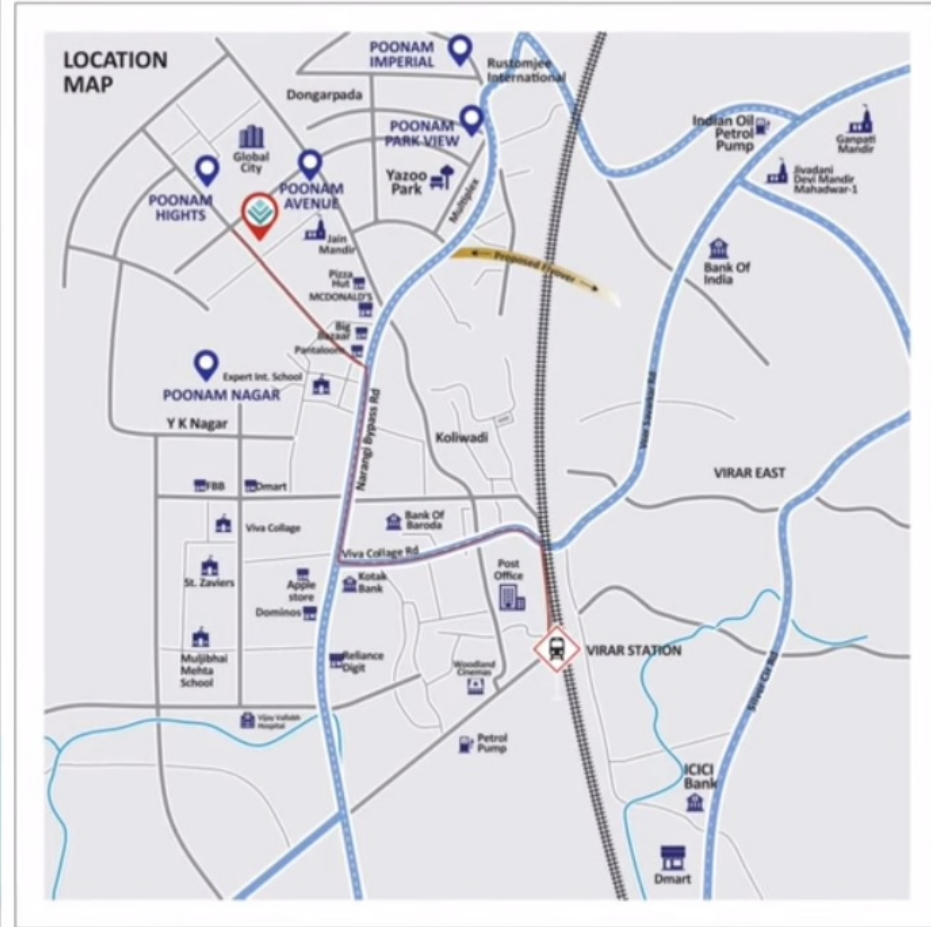 LOCATION
MAP
POONAM
IMPERIAL
Rustomjee
International
Dongarpada
POONAM
PARK VIEW
Indian Oil
Petrol
Pump
Ganpati
Mandir
Global
City
Yazoo
Park
Multiplex
Jivadani
Devi Mandir
Mahadwar-1
POONAM
HIGHTS
POONAM
AVENUE
Jain
Mandir
Proposed Flyover
Bank Of
India
Pizza
Hut
MCDONALD'S
Big
Bazaar
Pantaloom
Expert Int. School
POONAM NAGAR
Narangi Bypass Rd
Y K Nagar
Koliwadi
VIRAR EAST
FBB
Dmart
Viva Collage
Bank Of
Baroda
Viva Collage Rd
St. Zaviers
Apple
store
Kotak
Bank
Post
Office
Dominos
Muljibhai
Mehta
School
Reliance
Digit
VIRAR STATION
Woodland
Cinemas
Vijay Vallabh
Hospital
Petrol
Pump
ICICI
Bank
Dmart